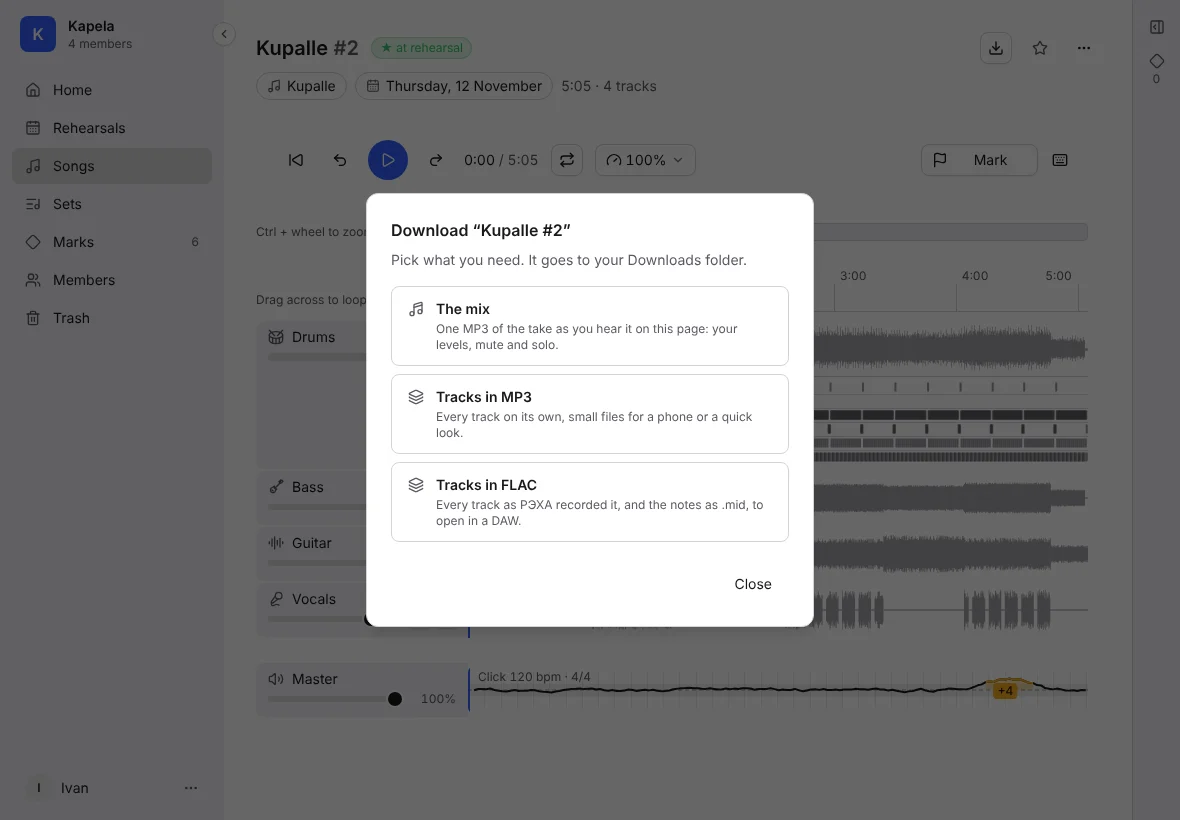 K
Kapela
4 members
Home
Rehearsals
Songs
Sets
Marks 6
Members
Trash
I Ivan
Kupalle #2 ★ at rehearsal
Kupalle Thursday, 12 November 5:05 · 4 tracks
0:00 / 5:05 100% Mark
0
Ctrl + wheel to zoo
3:00 4:00 5:00
Drag across to loop
Drums
Bass
Guitar
Vocals
Master
100%
Click 120 bpm · 4/4
+4
Download “Kupalle #2”
Pick what you need. It goes to your Downloads folder.
The mix
One MP3 of the take as you hear it on this page: your
levels, mute and solo.
Tracks in MP3
Every track on its own, small files for a phone or a quick
look.
Tracks in FLAC
Every track as РЭХА recorded it, and the notes as .mid, to
open in a DAW.
Close